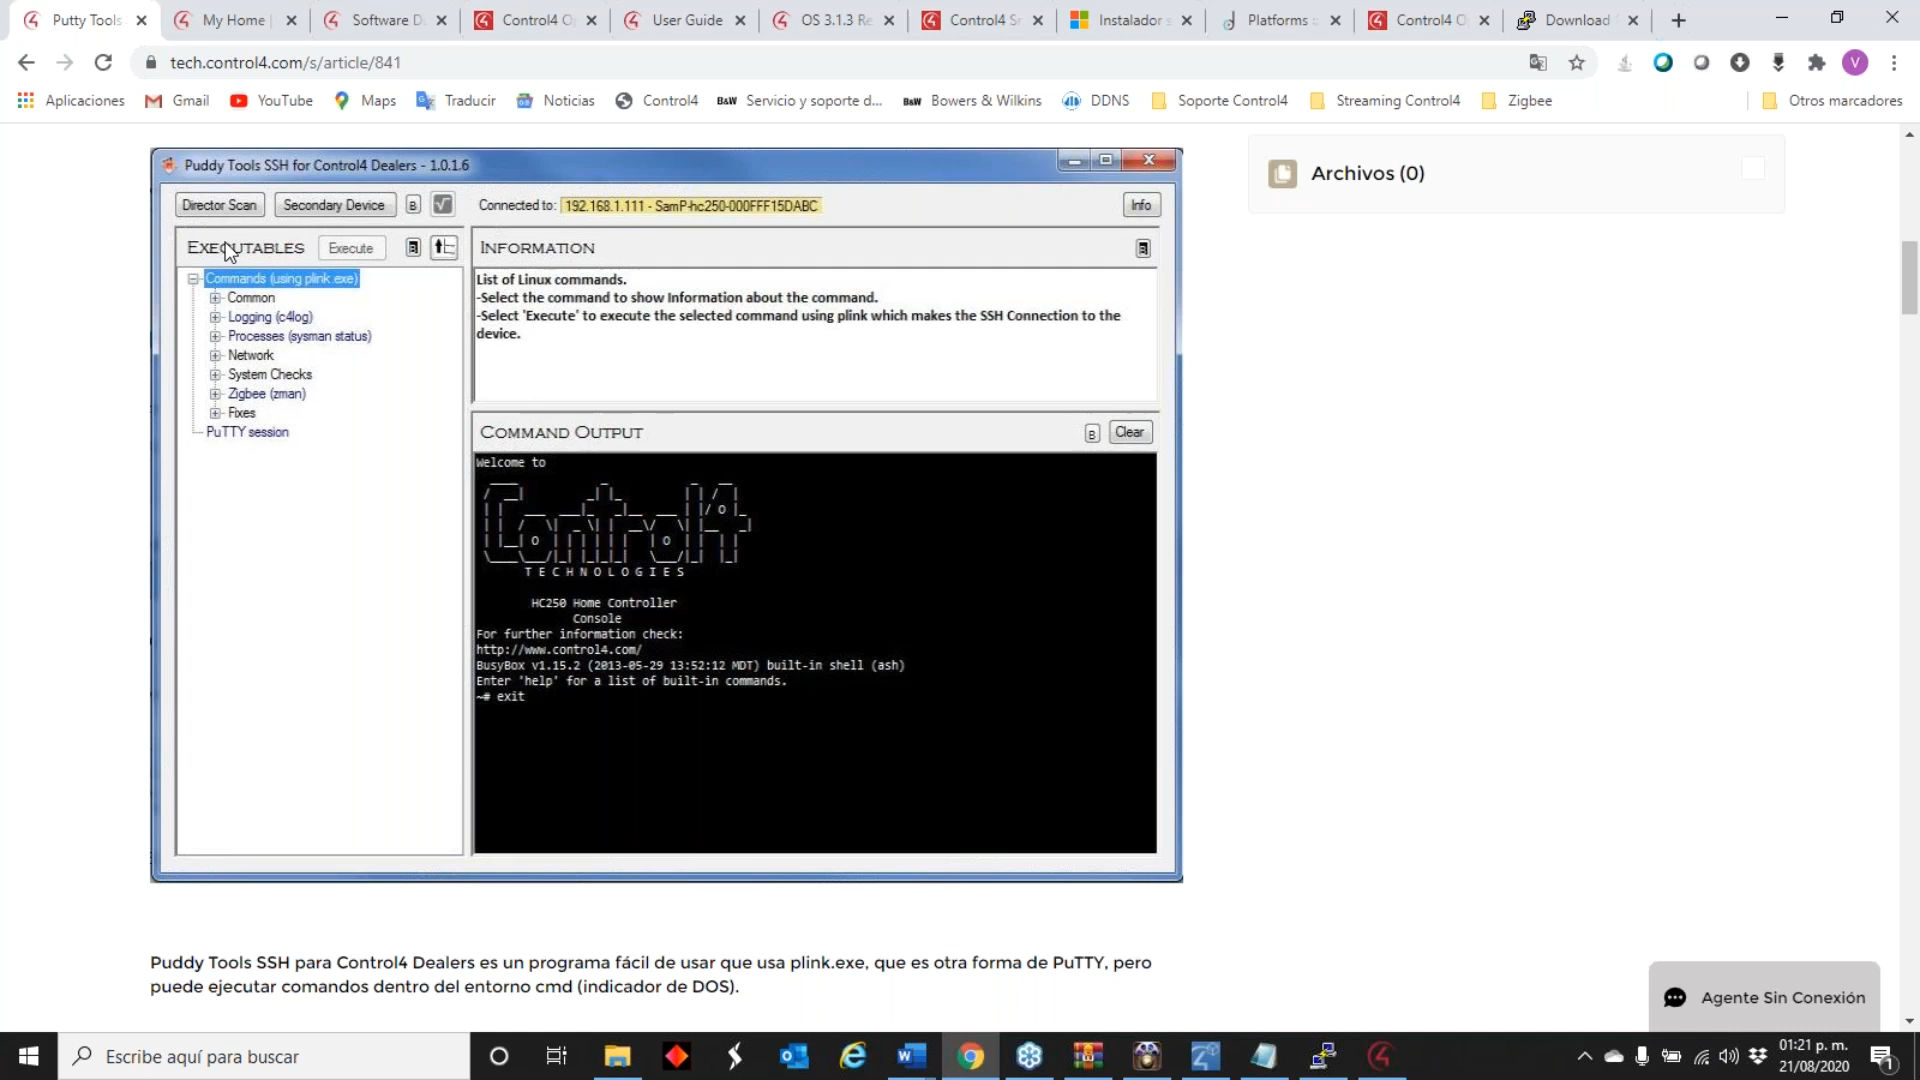 Putty Tools
My Home |
Software D
Control4 O
User Guide
OS 3.1.3 Re
Control4 Sr
Instalador s
Platforms ::
Control4 O
Download
tech.control4.com/s/article/841
V
Aplicaciones
Gmail
YouTube
Maps
Traducir
Noticias
Control4
B&W Servicio y soporte d...
B&W Bowers & Wilkins
DDNS
Soporte Control4
Streaming Control4
Zigbee
Otros marcadores
Puddy Tools SSH for Control4 Dealers - 1.0.1.6
Director Scan
Secondary Device
B
Connected to: 192.168.1.111 - SamP-hc250-000FFF15DABC
Info
EXECUTABLES
Execute
INFORMATION
Commands (using plink.exe)
Common
Logging (c4log)
Processes (sysman status)
Network
System Checks
Zigbee (zman)
Fixes
PuTTY session
List of Linux commands.
-Select the command to show Information about the command.
-Select 'Execute' to execute the selected command using plink which makes the SSH Connection to the
device.
COMMAND OUTPUT
B
Clear
Welcome to
Control4
TECHNOLOGIES
HC250 Home Controller
Console
For further information check:
http://www.control4.com/
BusyBox v1.15.2 (2013-05-29 13:52:12 MDT) built-in shell (ash)
Enter 'help' for a list of built-in commands.
~# exit
Archivos (0)
Puddy Tools SSH para Control4 Dealers es un programa fácil de usar que usa plink.exe, que es otra forma de PuTTY, pero
puede ejecutar comandos dentro del entorno cmd (indicador de DOS).
Agente Sin Conexión
Escribe aquí para buscar
01:21 p. m.
21/08/2020
1